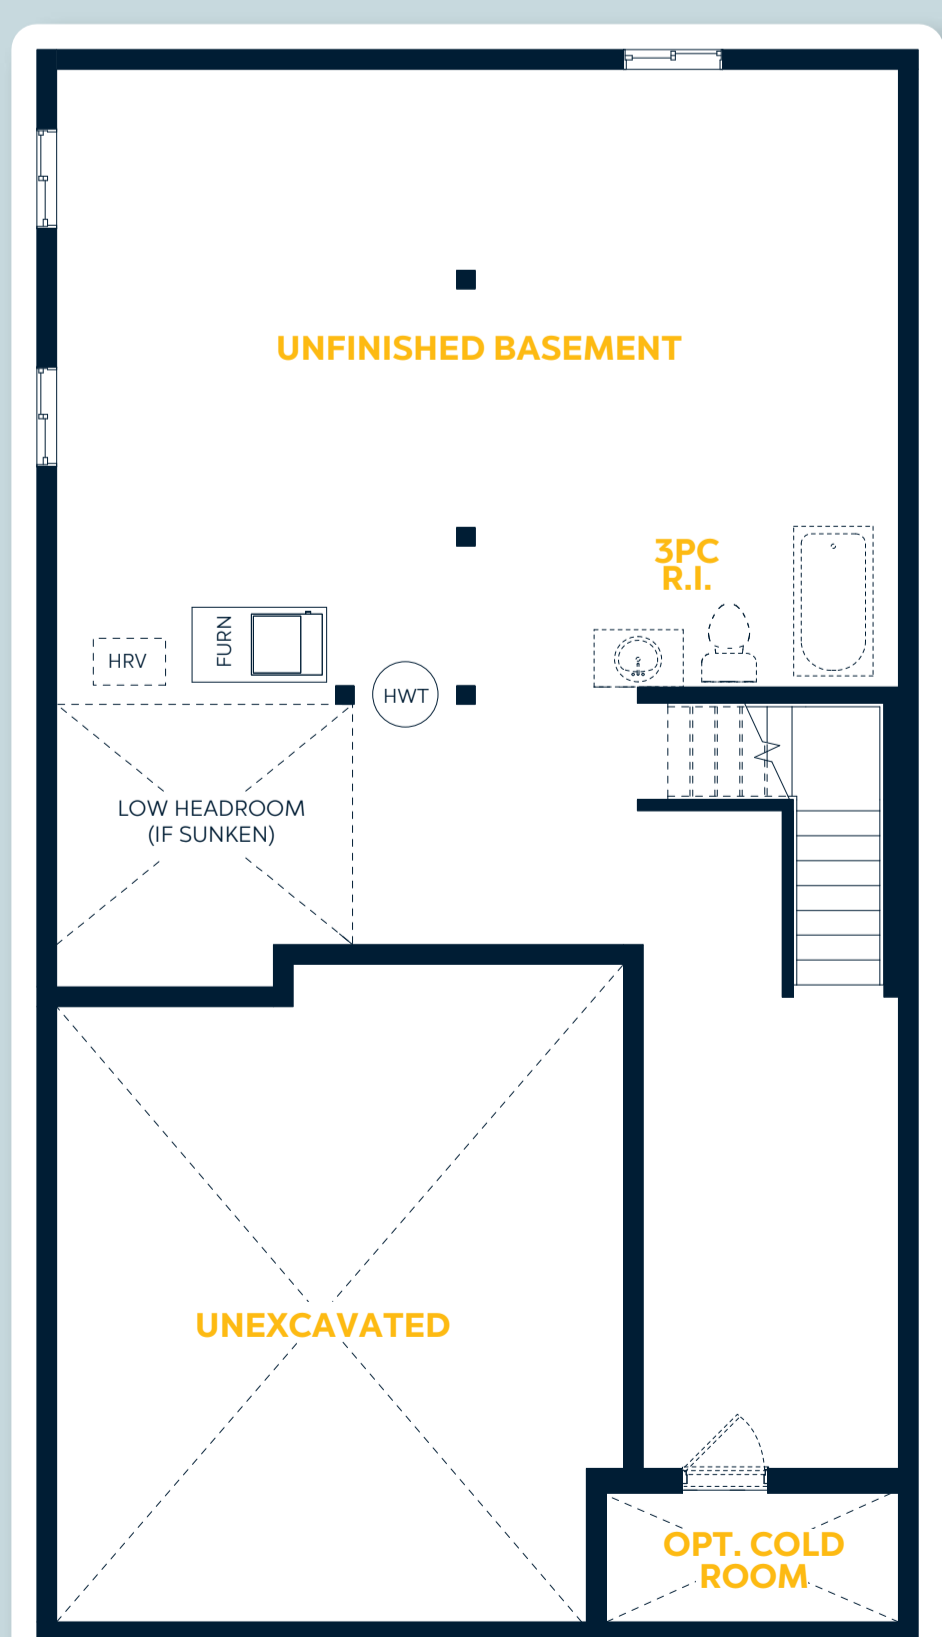 UNFINISHED BASEMENT
3PC
R.I.
FURN
HRV
HWT
LOW HEADROOM
(IF SUNKEN)
UNEXCAVATED
OPT. COLD
ROOM